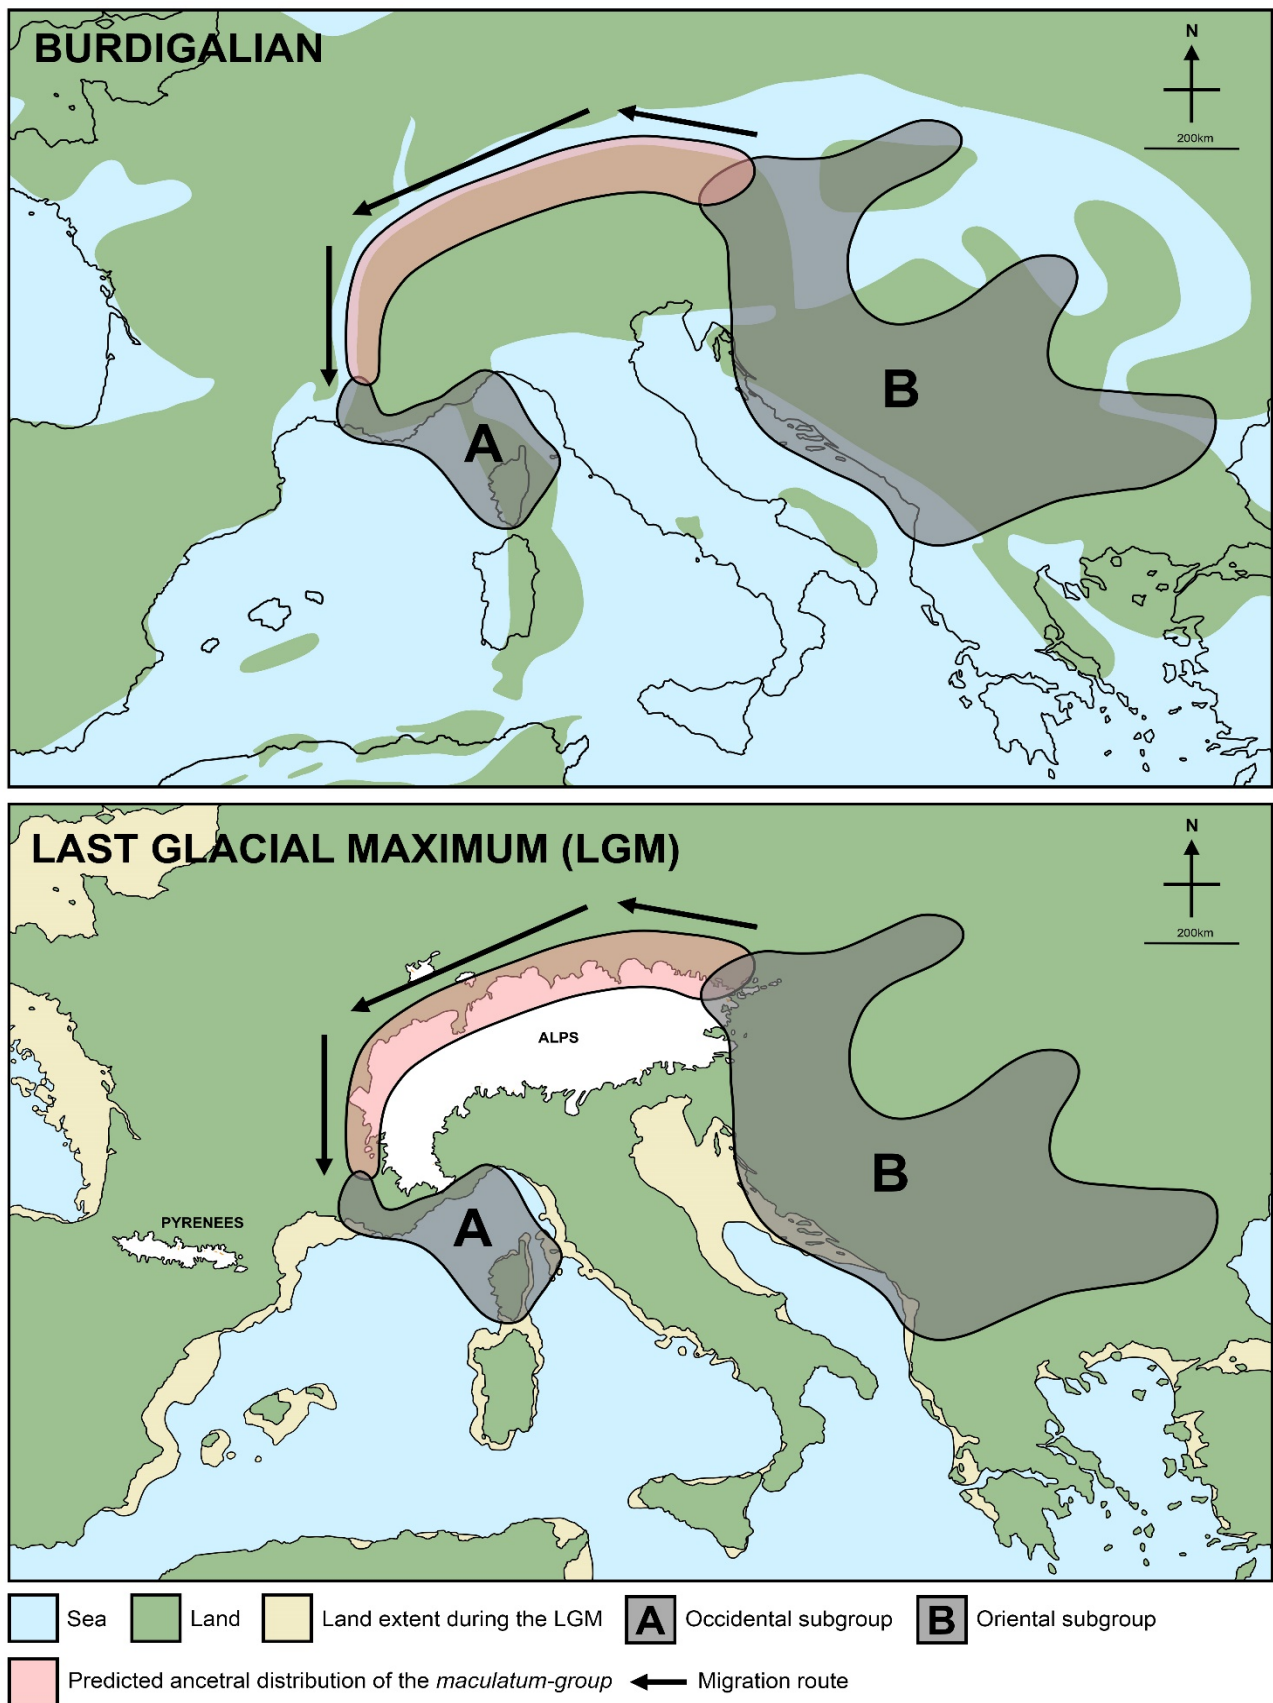 BURDIGALIAN
N
200km
A
B
LAST GLACIAL MAXIMUM (LGM)
N
200km
ALPS
PYRENEES
A
B
Sea
Land
Land extent during the LGM
A Occidental subgroup
B Oriental subgroup
Predicted ancetral distribution of the maculatum-group
Migration route